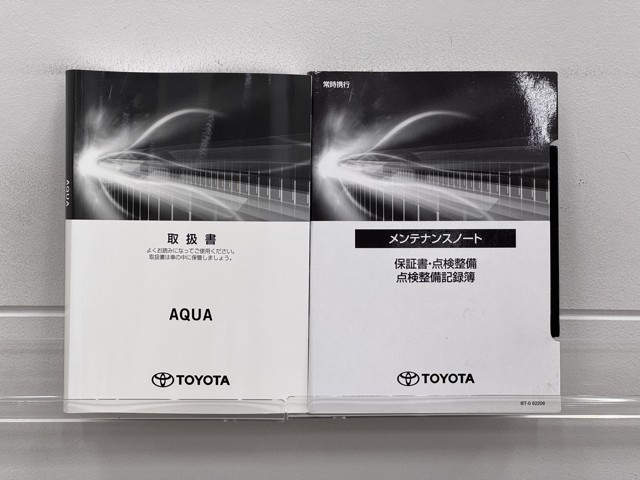 AQUA
取扱書
よくお読みになってご使用ください。
取扱書は車の中に保管しましょう。
AQUA
TOYOTA
常時携行
メンテナンスノート
保証書・点検整備
点検整備記録簿
TOYOTA